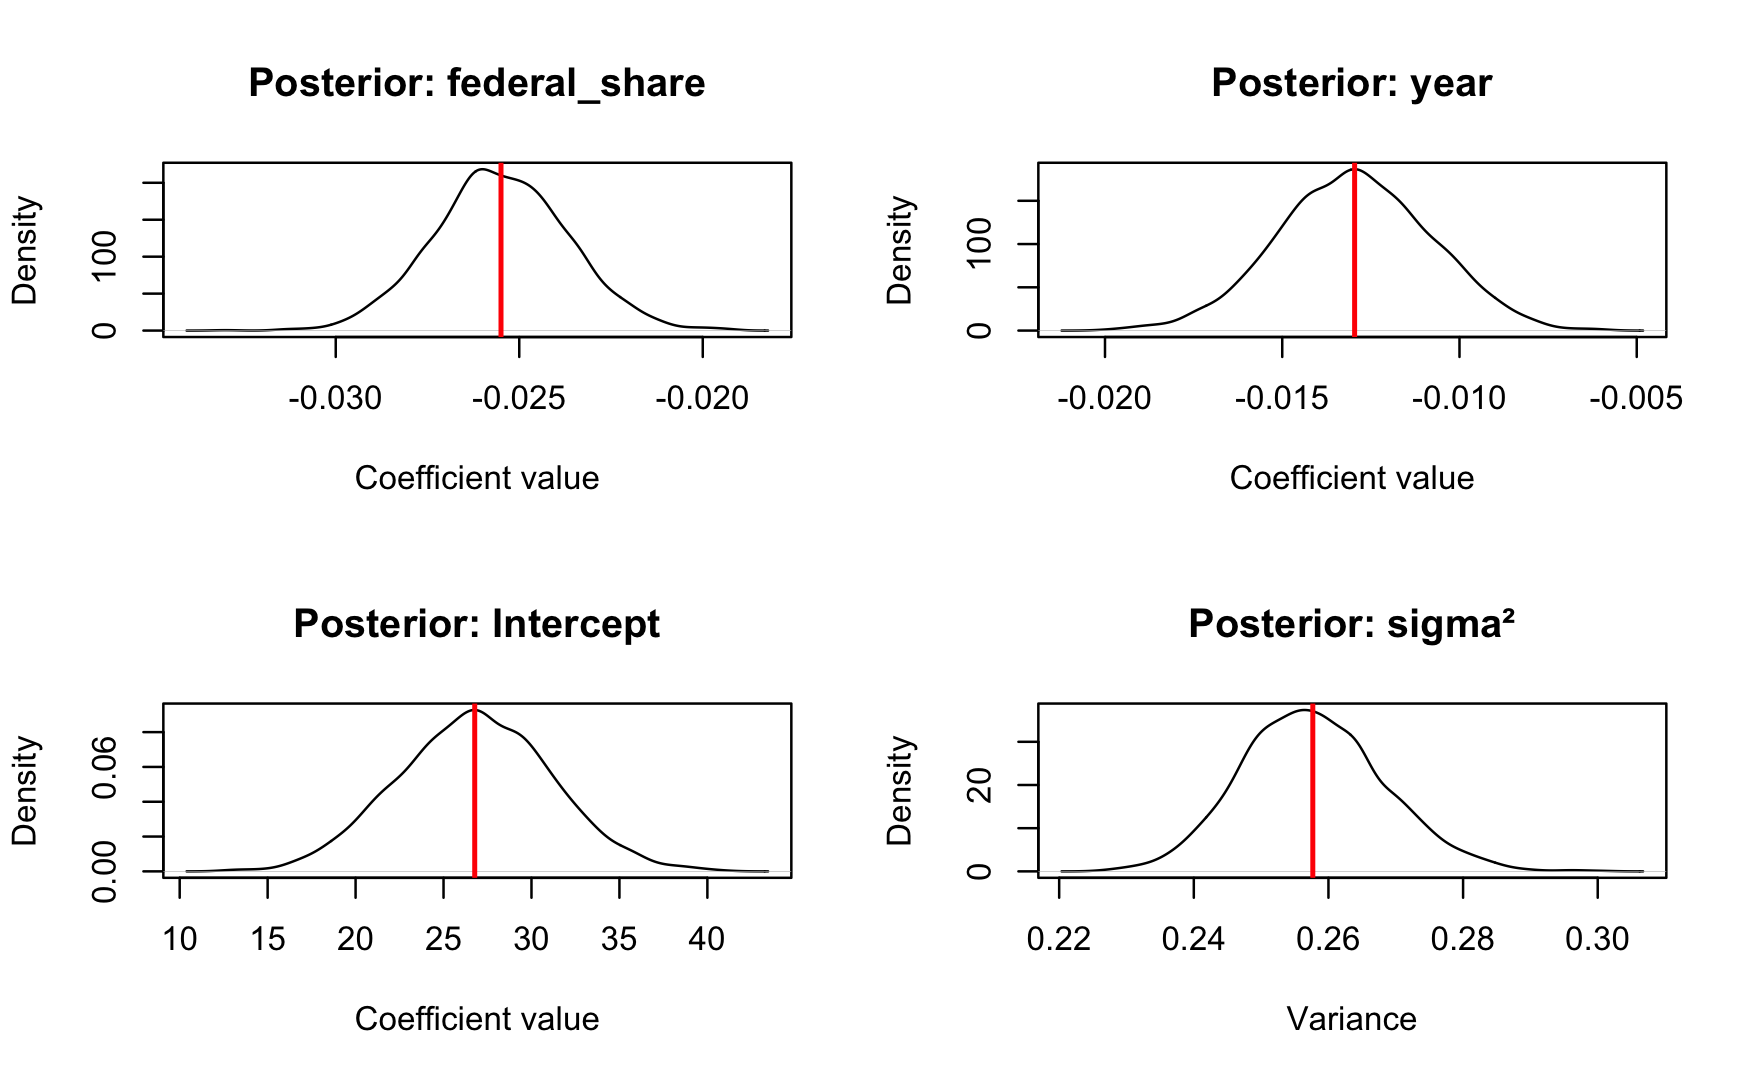 Posterior: federal_share
Density
0
100
-0.030
-0.025
-0.020
Coefficient value
Posterior: year
Density
0
100
-0.020
-0.015
-0.010
-0.005
Coefficient value
Posterior: Intercept
Density
0.00
0.06
10
15
20
25
30
35
40
Coefficient value
Posterior: sigma²
Density
0
20
0.22
0.24
0.26
0.28
0.30
Variance